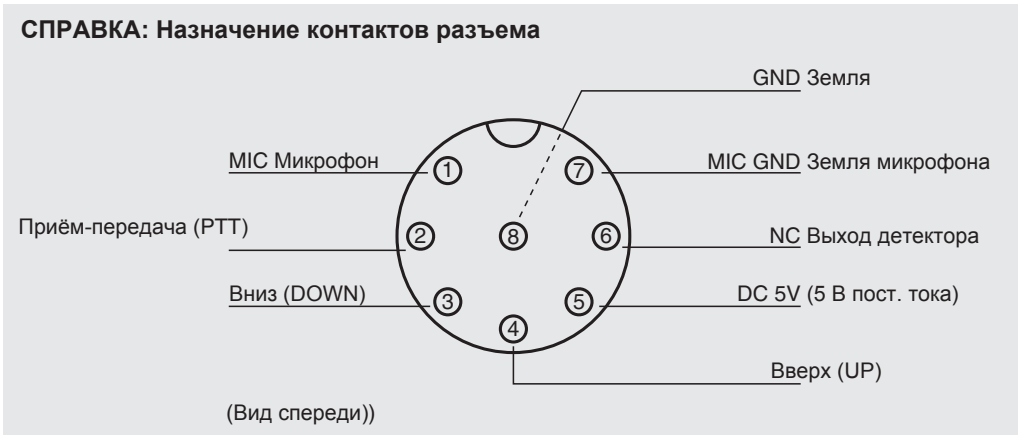 СПРАВКА: Назначение контактов разъема
GND Земля
MIC Микрофон
MIC GND Земля микрофона
1
7
Приём-передача (PTT)
2
8
6
NC Выход детектора
Вниз (DOWN)
3
5
DC 5V (5 В пост. тока)
4
Вверх (UP)
(Вид спереди))